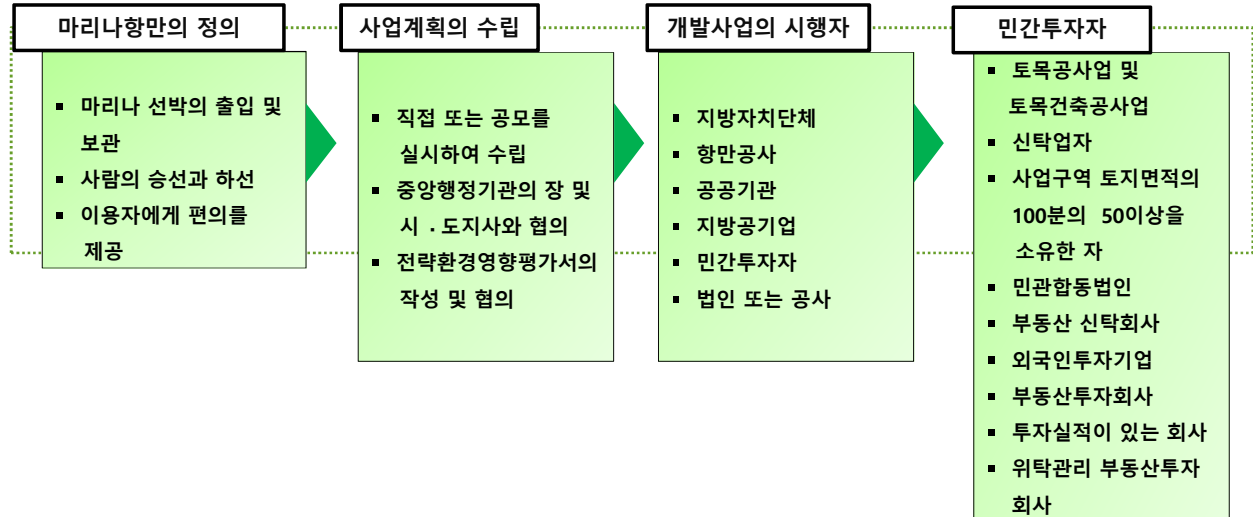 마리나항만의 정의
▪ 마리나 선박의 출입 및
보관
▪ 사람의 승선과 하선
▪ 이용자에게 편의를
제공
사업계획의 수립
▪ 직접 또는 공모를
실시하여 수립
▪ 중앙행정기관의 장 및
시 . 도지사와 협의
▪ 전략환경영향평가서의
작성 및 협의
개발사업의 시행자
▪ 지방자치단체
▪ 항만공사
▪ 공공기관
▪ 지방공기업
▪ 민간투자자
▪ 법인 또는 공사
민간투자자
▪ 토목공사업 및
토목건축공사업
▪ 신탁업자
▪ 사업구역 토지면적의
100분의 50이상을
소유한 자
▪ 민관합동법인
▪ 부동산 신탁회사
▪ 외국인투자기업
▪ 부동산투자회사
▪ 투자실적이 있는 회사
▪ 위탁관리 부동산투자
회사